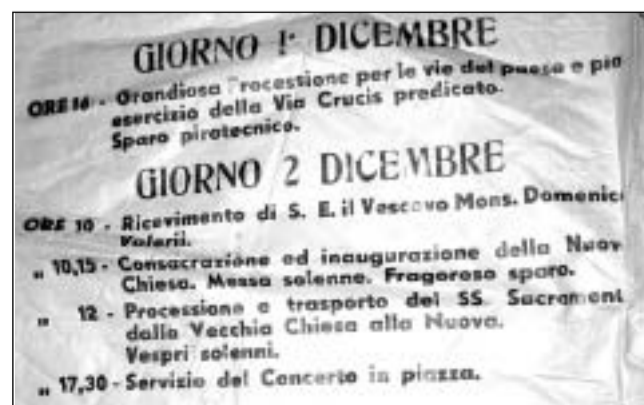 GIORNO 1° DICEMBRE
ORE 16 - Grandiosa Processione per le vie del paese e pio
esercizio della Via Crucis predicato.
Sparo pirotecnico.
GIORNO 2 DICEMBRE
ORE 10 - Ricevimento di S. E. il Vescovo Mons. Domenic
Valerii.
„ 10,15 - Consacrazione ed inaugurazione della Nuov
Chiesa. Messa solenne. Fragoroso sparo.
„ 12 - Processione e trasporto del SS. Sacrament
dalla Vecchia Chiesa alla Nuova.
Vespri solenni.
„ 17,30 - Servizio del Concerto in piazza.